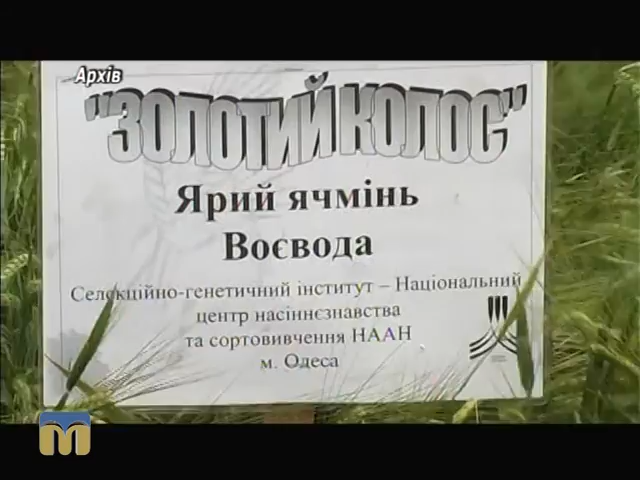 Архів
"ЗОЛОТИЙ КОЛОС"
Ярий ячмінь
Воєвода
Селекційно-генетичний інститут – Національний
центр насіннєзнавства
та сортовивчення НААН
м. Одеса
М